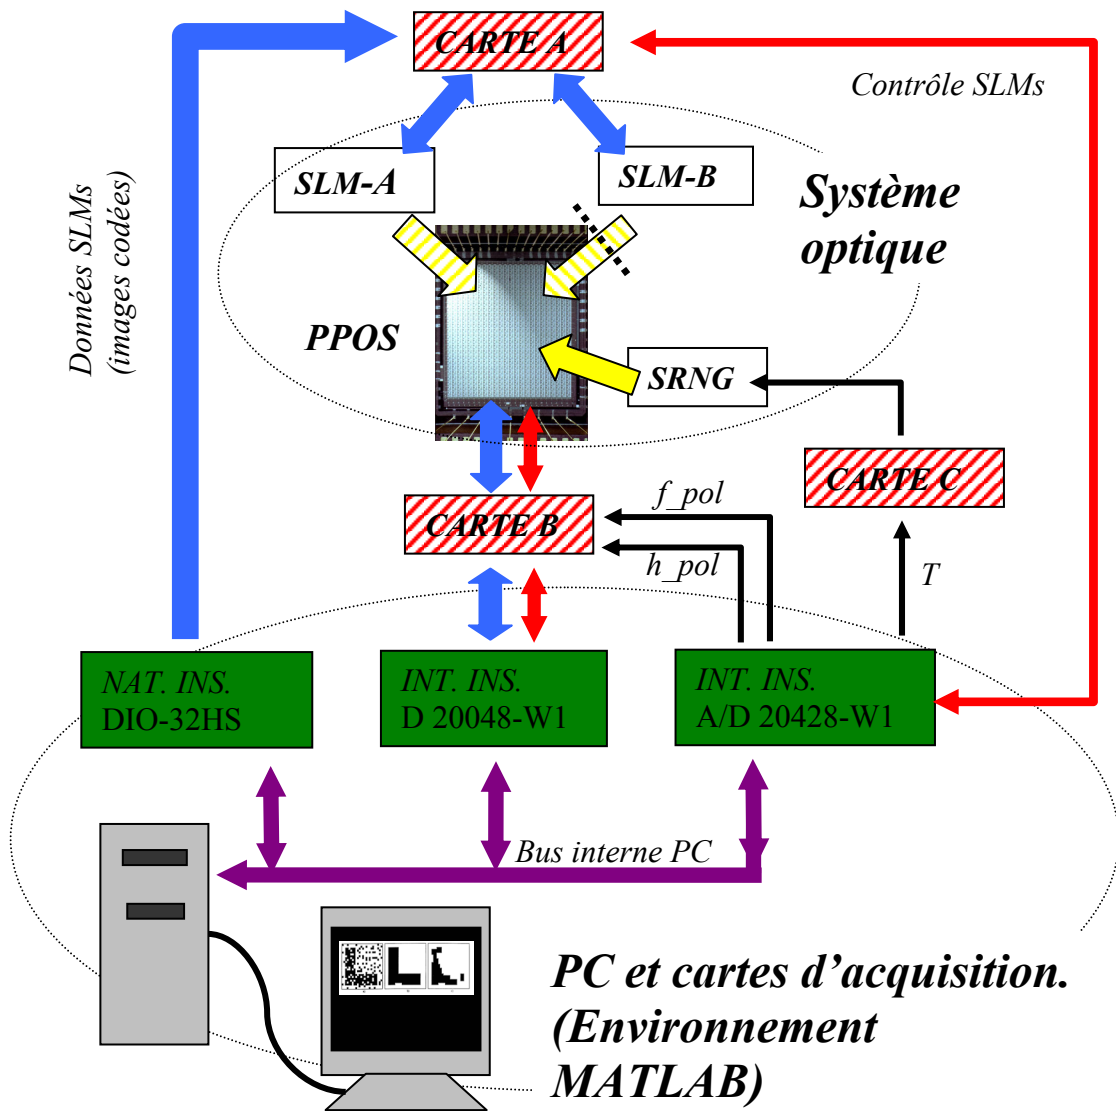 CARTE A
Contrôle SLMs
Données SLMs
(images codées)
SLM-A
SLM-B
Système
optique
PPOS
SRNG
CARTE C
CARTE B
f_pol
h_pol
T
NAT. INS.
DIO-32HS
INT. INS.
D 20048-W1
INT. INS.
A/D 20428-W1
Bus interne PC
PC et cartes d’acquisition.
(Environnement
MATLAB)